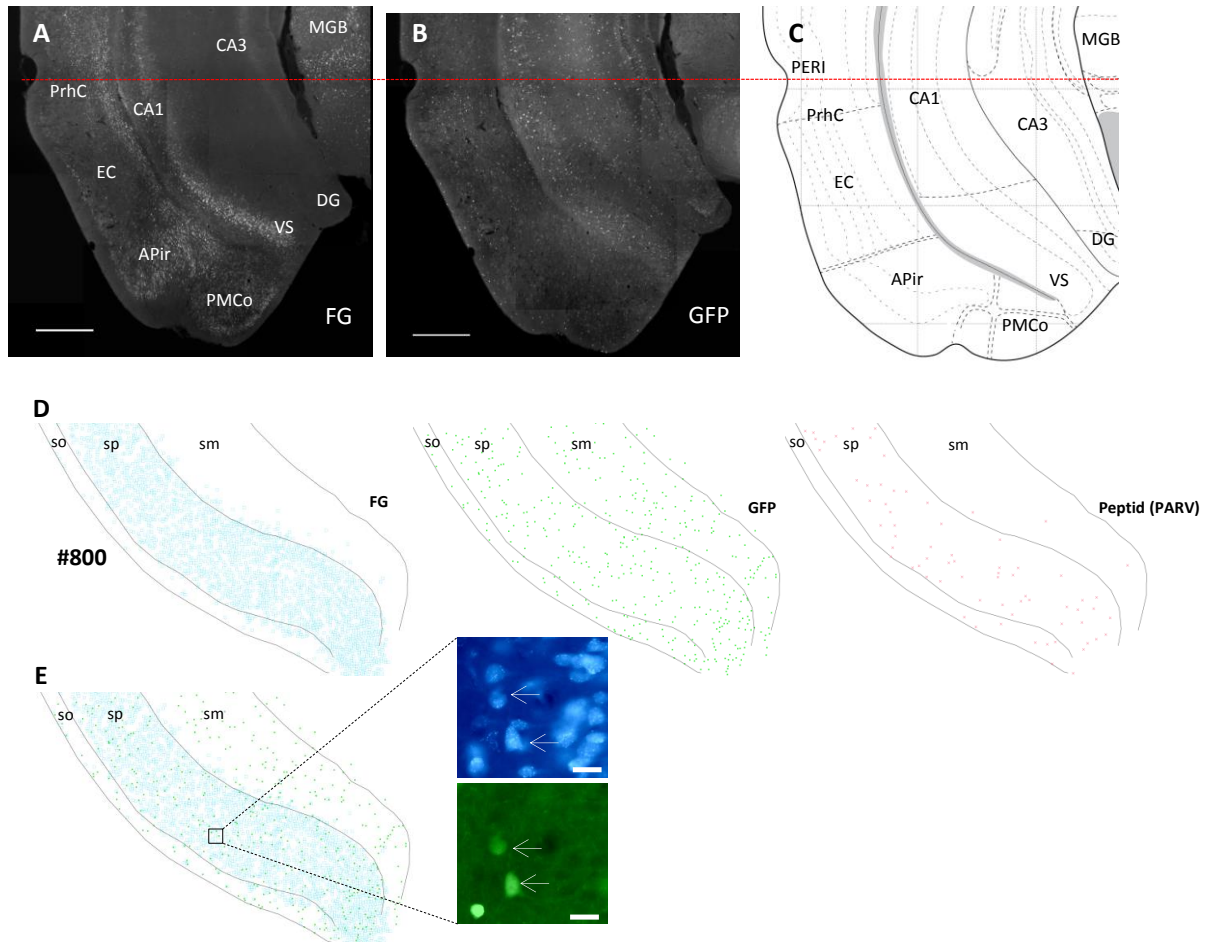 A
CA3
MGB
PrhC
CA1
EC
DG
VS
APir
PMCo
FG
B
GFP
C
MGB
PERI
CA1
PrhC
CA3
EC
DG
APir
VS
PMCo
D
so sp sm
FG
#800
so sp sm
GFP
so sp sm
Peptid (PARV)
E
so sp sm